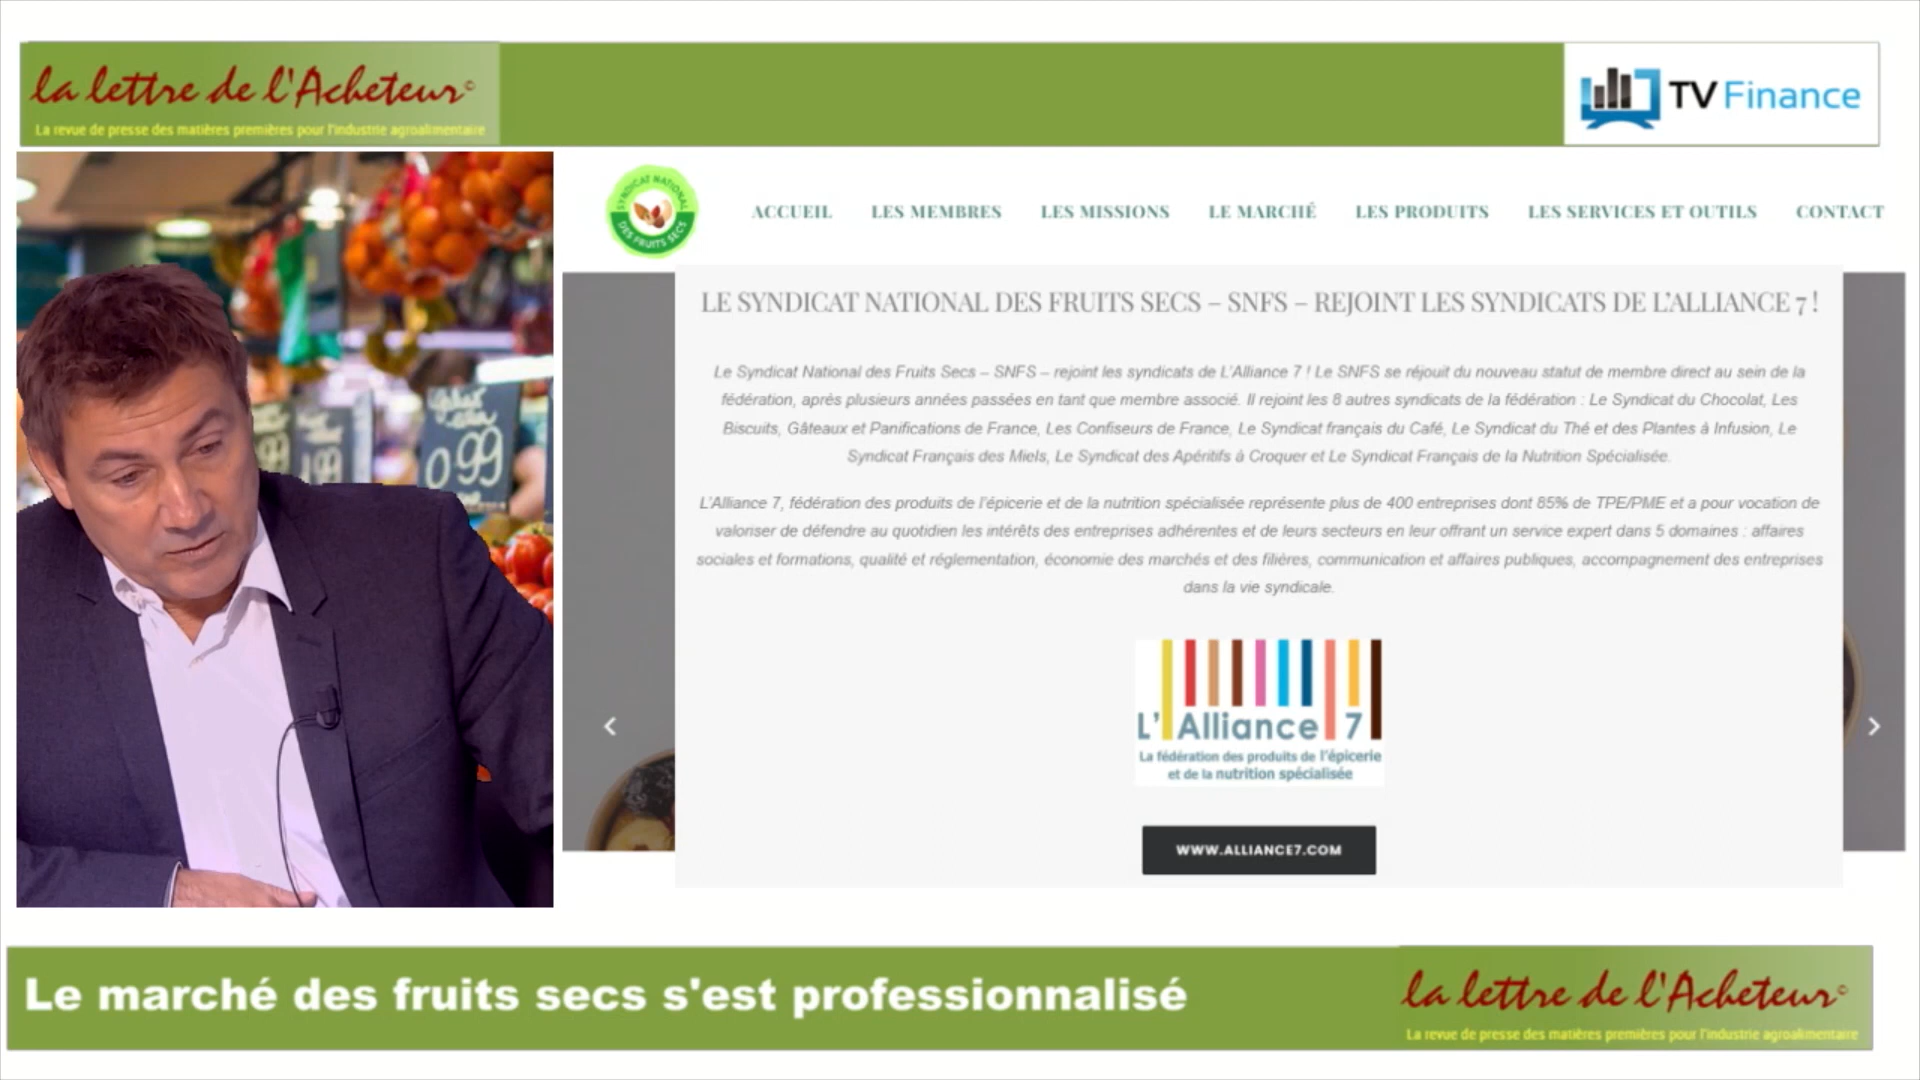 la lettre de l'Acheteur©
La revue de presse des matières premières pour l'industrie agroalimentaire
TV Finance
SYNDICAT NATIONAL
DES FRUITS SECS
ACCUEIL LES MEMBRES LES MISSIONS LE MARCHÉ LES PRODUITS LES SERVICES ET OUTILS CONTACT
LE SYNDICAT NATIONAL DES FRUITS SECS – SNFS – REJOINT LES SYNDICATS DE L'ALLIANCE 7 !
Le Syndicat National des Fruits Secs – SNFS – rejoint les syndicats de L'Alliance 7 ! Le SNFS se réjouit du nouveau statut de membre direct au sein de la
fédération, après plusieurs années passées en tant que membre associé. Il rejoint les 8 autres syndicats de la fédération : Le Syndicat du Chocolat, Les
Biscuits, Gâteaux et Panifications de France, Les Confiseurs de France, Le Syndicat français du Café, Le Syndicat du Thé et des Plantes à Infusion, Le
Syndicat Français des Miels, Le Syndicat des Apéritifs à Croquer et Le Syndicat Français de la Nutrition Spécialisée.
L'Alliance 7, fédération des produits de l'épicerie et de la nutrition spécialisée représente plus de 400 entreprises dont 85% de TPE/PME et a pour vocation de
valoriser de défendre au quotidien les intérêts des entreprises adhérentes et de leurs secteurs en leur offrant un service expert dans 5 domaines : affaires
sociales et formations, qualité et réglementation, économie des marchés et des filières, communication et affaires publiques, accompagnement des entreprises
dans la vie syndicale.
0,99
L'Alliance 7
La fédération des produits de l'épicerie
et de la nutrition spécialisée
WWW.ALLIANCE7.COM
Le marché des fruits secs s'est professionnalisé
la lettre de l'Acheteur©
La revue de presse des matières premières pour l'industrie agroalimentaire